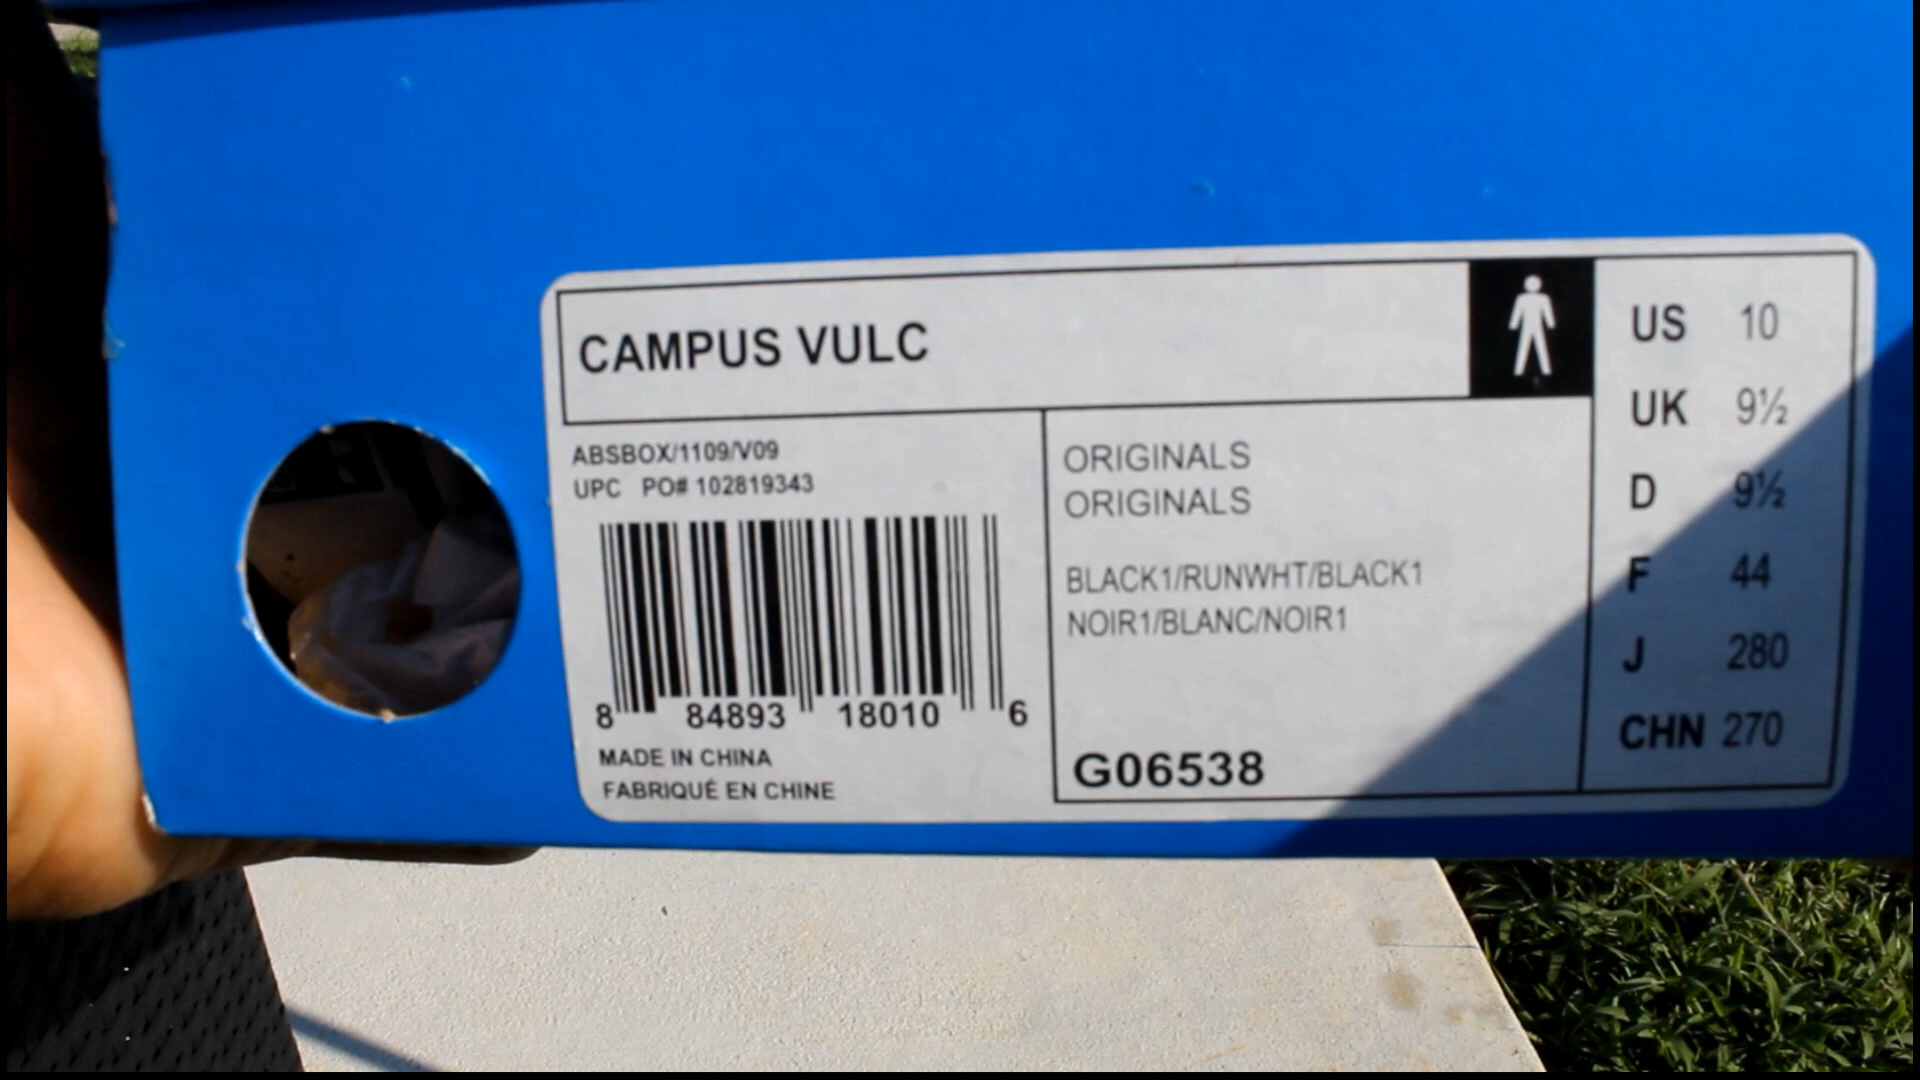 CAMPUS VULC
ABSBOX/1109/V09
UPC PO# 102819343
8 84893 18010 6
MADE IN CHINA
FABRIQUÉ EN CHINE
ORIGINALS
ORIGINALS
BLACK1/RUNWHT/BLACK1
NOIR1/BLANC/NOIR1
G06538
US 10
UK 9½
D 9½
F 44
J 280
CHN 270